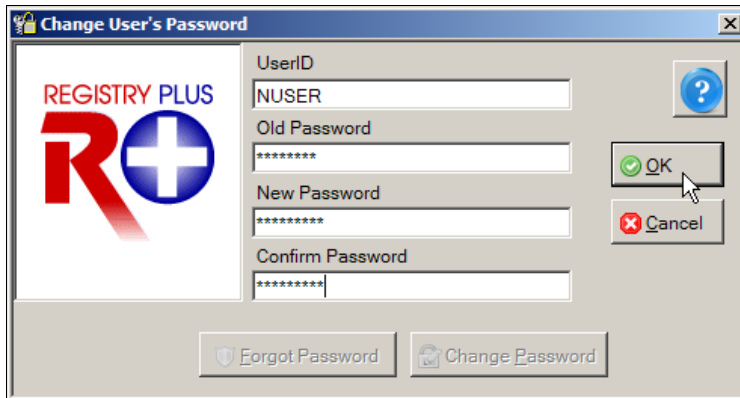 Change User's Password
REGISTRY PLUS
R+
UserID
NUSER
Old Password
********
New Password
*********
Confirm Password
*********
?
OK
Cancel
Forgot Password
Change Password